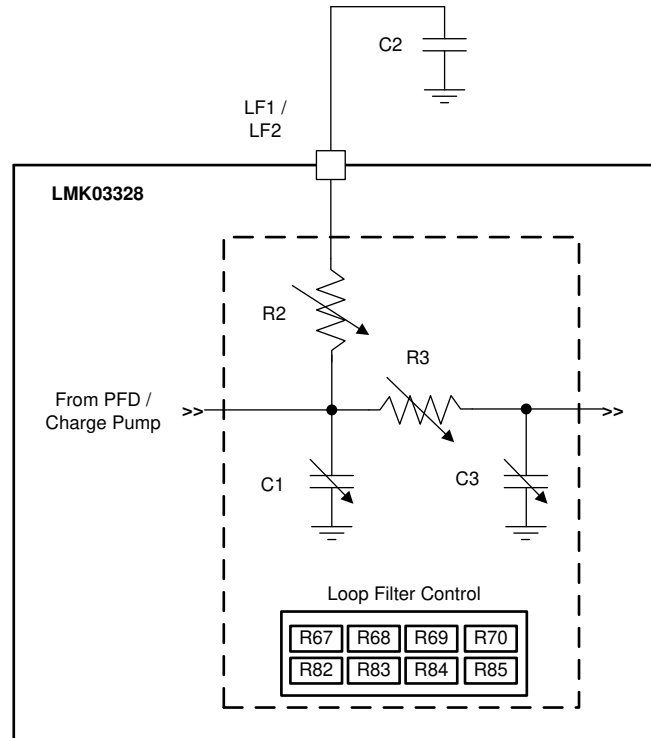 C2
LF1 /
LF2
LMK03328
R2
R3
From PFD /
Charge Pump
>>
>>
C1
C3
Loop Filter Control
R67 R68 R69 R70
R82 R83 R84 R85